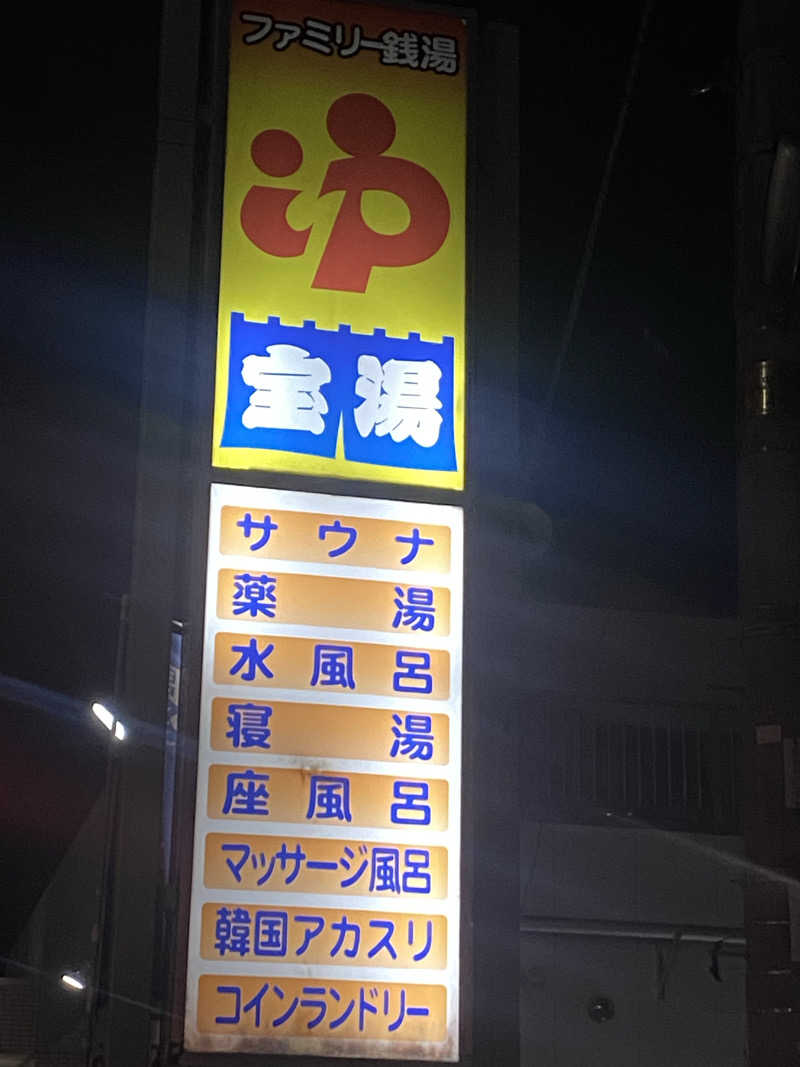 ファミリー銭湯
ゆ
宝湯
サウナ
薬湯
水風呂
寝湯
座風呂
マッサージ風呂
韓国アカスリ
コインランドリー